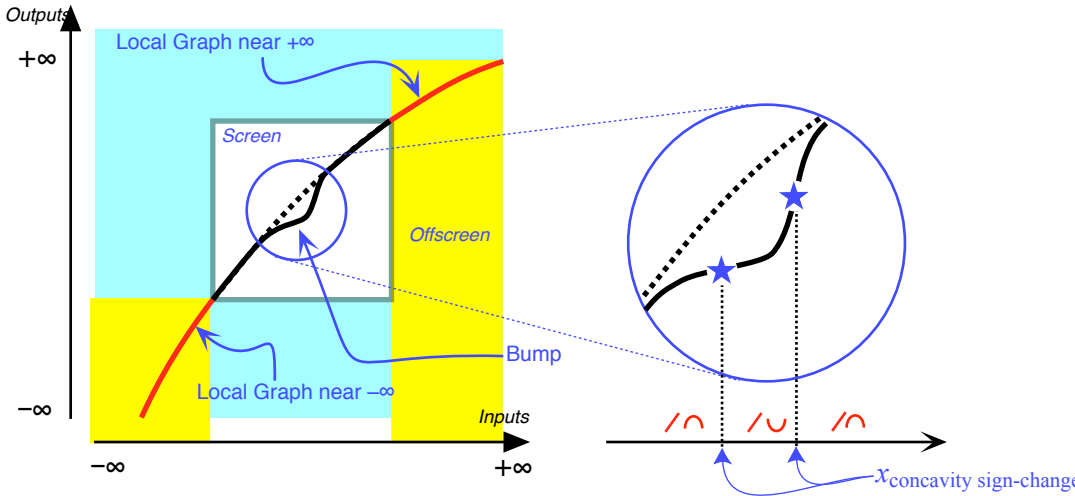 Outputs
+∞
Local Graph near +∞
Screen
Offscreen
Bump
Local Graph near –∞
–∞
Inputs
–∞
+∞
x concavity sign-change